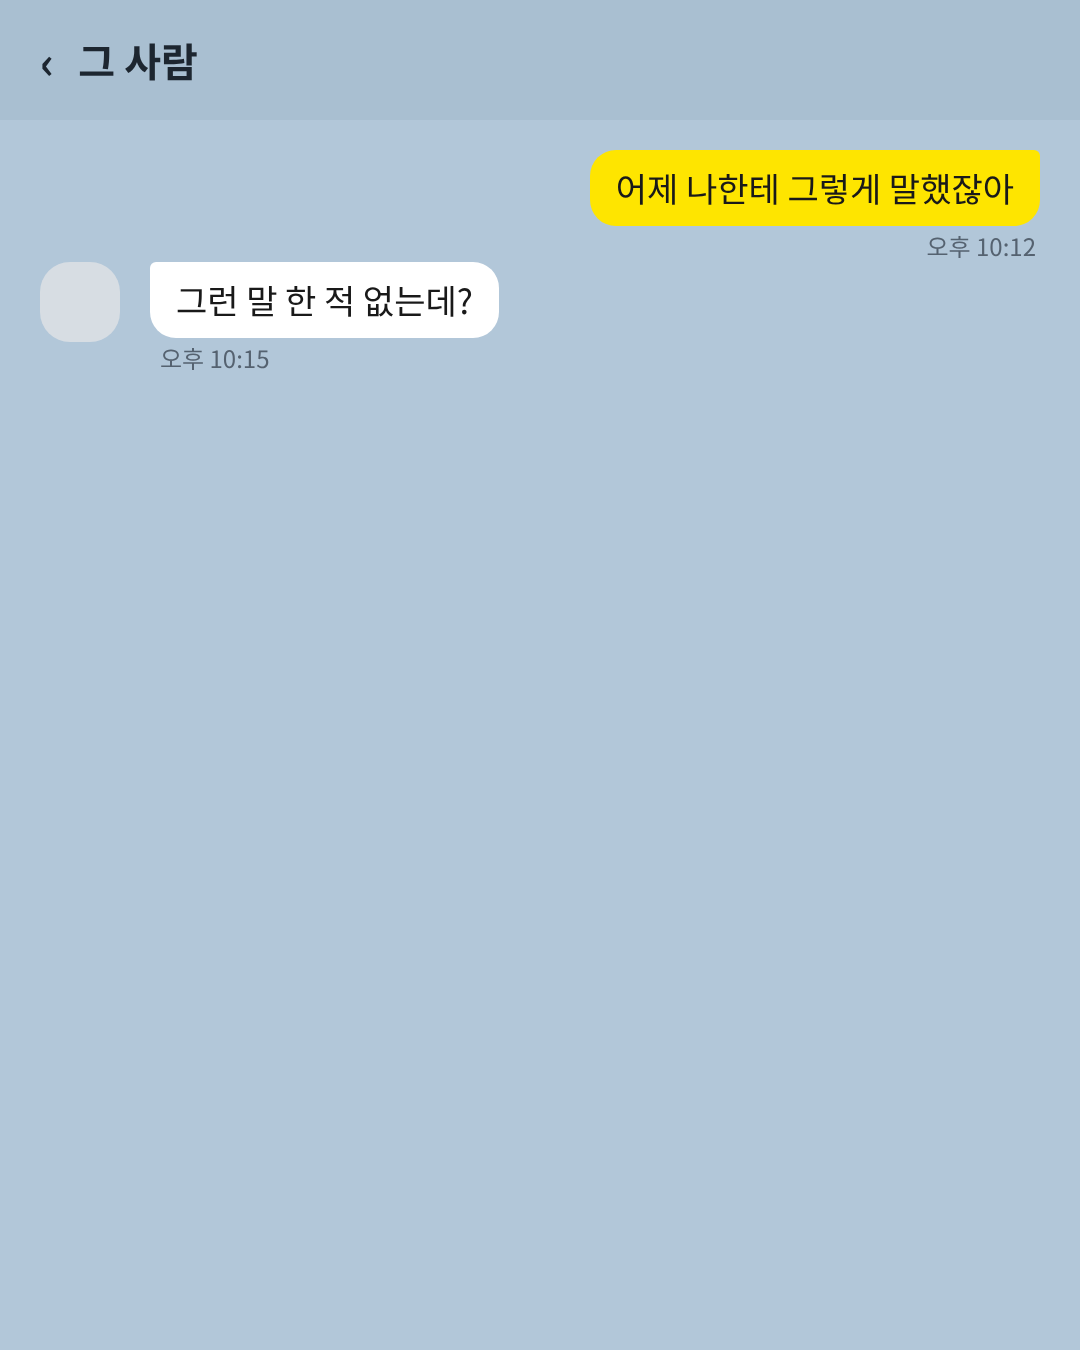 ‹ 그 사람
어제 나한테 그렇게 말했잖아
오후 10:12
그런 말 한 적 없는데?
오후 10:15